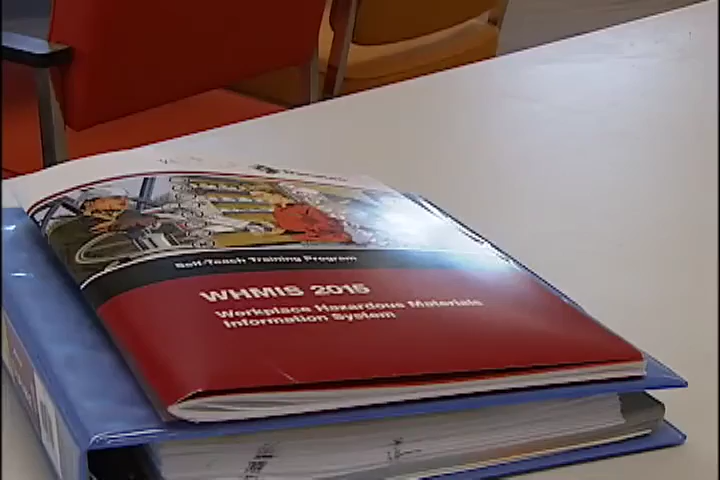 Self-Teach Training Program
WHMIS 2015
Workplace Hazardous Materials
Information System